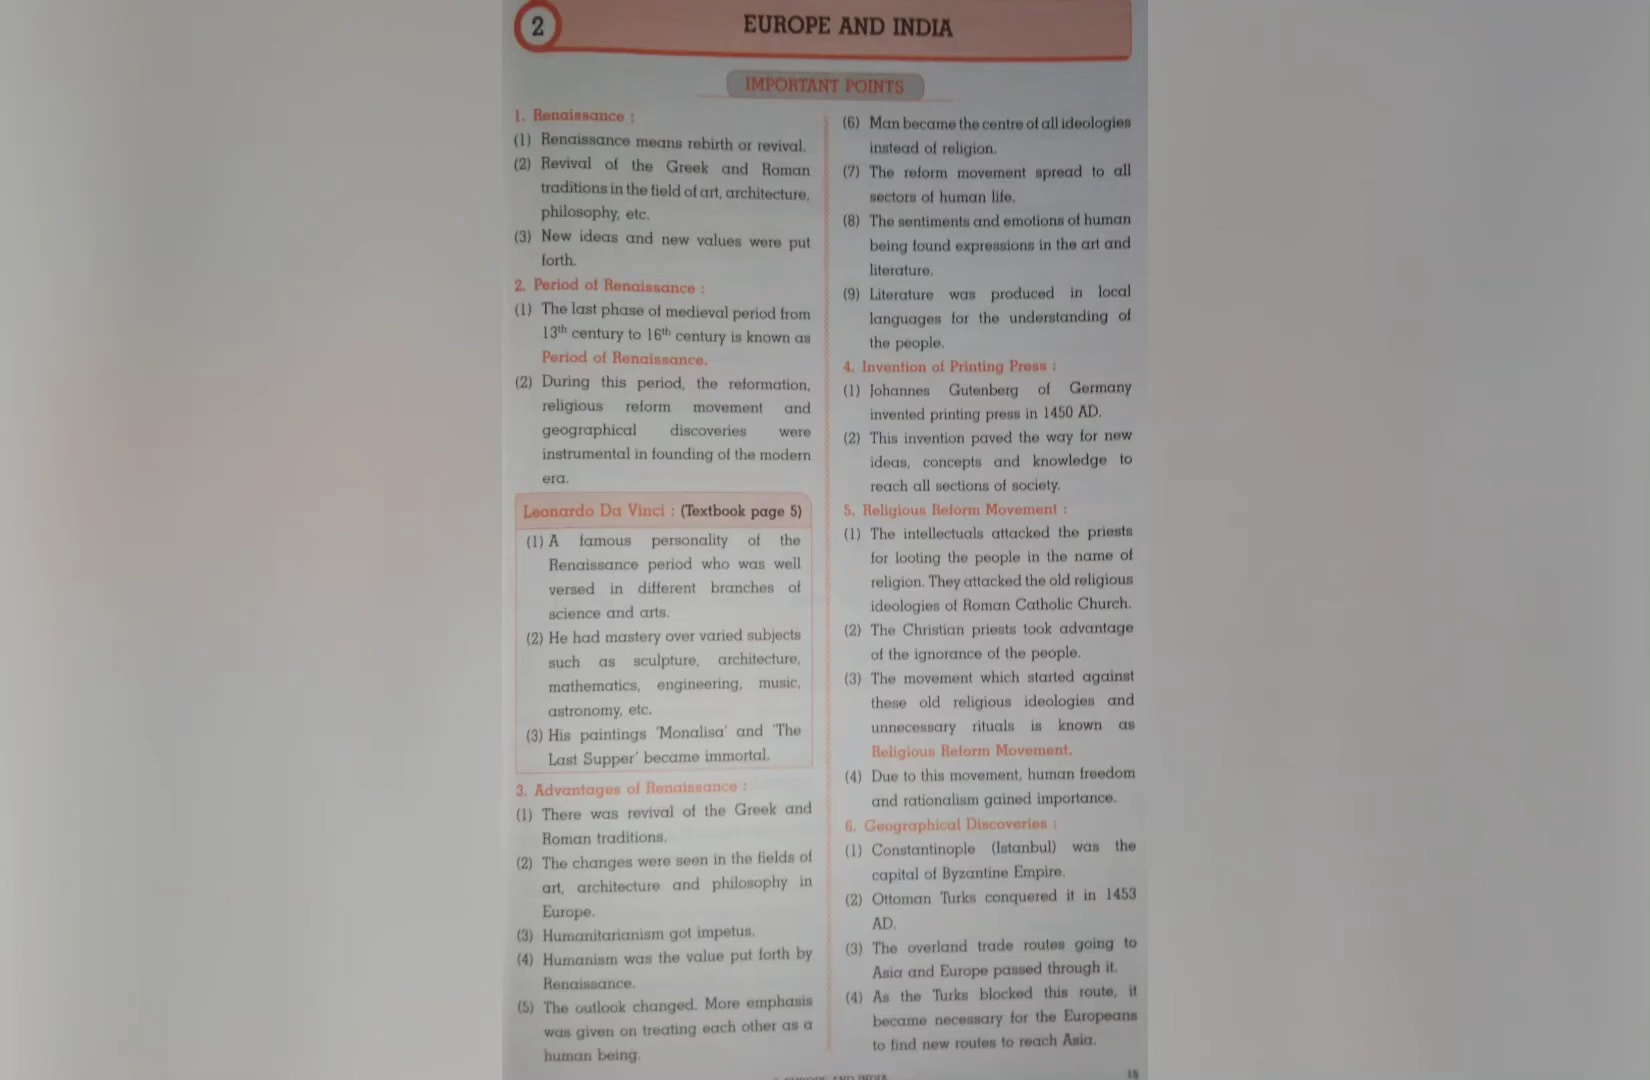 2
EUROPE AND INDIA
IMPORTANT POINTS
1. Renaissance :
(1) Renaissance means rebirth or revival.
(2) Revival of the Greek and Roman
traditions in the field of art, architecture,
philosophy, etc.
(3) New ideas and new values were put
forth.
2. Period of Renaissance :
(1) The last phase of medieval period from
13th century to 16th century is known as
Period of Renaissance.
(2) During this period, the reformation,
religious reform movement and
geographical discoveries were
instrumental in founding of the modern
era.
Leonardo Da Vinci : (Textbook page 5)
(1) A famous personality of the
Renaissance period who was well
versed in different branches of
science and arts.
(2) He had mastery over varied subjects
such as sculpture, architecture,
mathematics, engineering, music,
astronomy, etc.
(3) His paintings 'Monalisa' and 'The
Last Supper' became immortal.
3. Advantages of Renaissance :
(1) There was revival of the Greek and
Roman traditions.
(2) The changes were seen in the fields of
art, architecture and philosophy in
Europe.
(3) Humanitarianism got impetus.
(4) Humanism was the value put forth by
Renaissance.
(5) The outlook changed. More emphasis
was given on treating each other as a
human being.
(6) Man became the centre of all ideologies
instead of religion.
(7) The reform movement spread to all
sectors of human life.
(8) The sentiments and emotions of human
being found expressions in the art and
literature.
(9) Literature was produced in local
languages for the understanding of
the people.
4. Invention of Printing Press :
(1) Johannes Gutenberg of Germany
invented printing press in 1450 AD.
(2) This invention paved the way for new
ideas, concepts and knowledge to
reach all sections of society.
5. Religious Reform Movement :
(1) The intellectuals attacked the priests
for looting the people in the name of
religion. They attacked the old religious
ideologies of Roman Catholic Church.
(2) The Christian priests took advantage
of the ignorance of the people.
(3) The movement which started against
these old religious ideologies and
unnecessary rituals is known as
Religious Reform Movement.
(4) Due to this movement, human freedom
and rationalism gained importance.
6. Geographical Discoveries :
(1) Constantinople (Istanbul) was the
capital of Byzantine Empire.
(2) Ottoman Turks conquered it in 1453
AD.
(3) The overland trade routes going to
Asia and Europe passed through it.
(4) As the Turks blocked this route, it
became necessary for the Europeans
to find new routes to reach Asia.
EUROPE AND INDIA
15